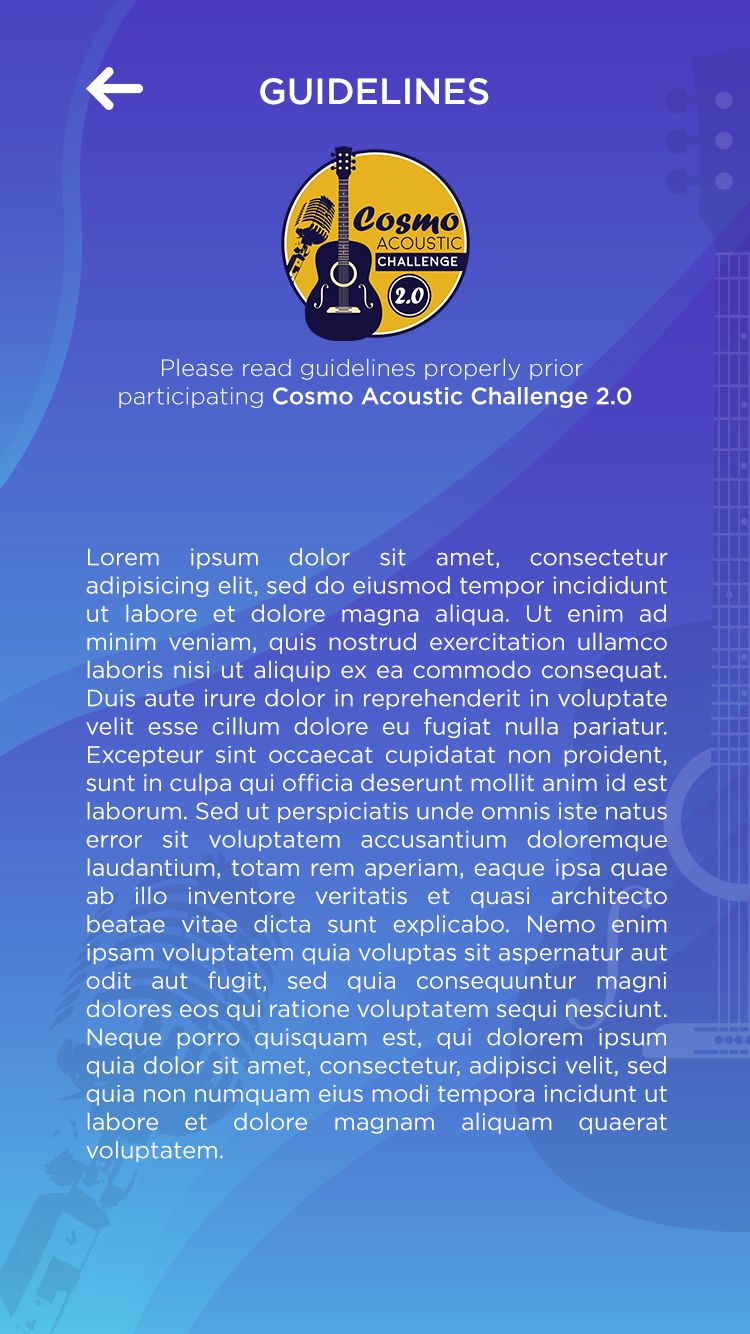 GUIDELINES
Cosmo
ACOUSTIC
CHALLENGE
2.0
Please read guidelines properly prior
participating Cosmo Acoustic Challenge 2.0
Lorem ipsum dolor sit amet, consectetur
adipisicing elit, sed do eiusmod tempor incididunt
ut labore et dolore magna aliqua. Ut enim ad
minim veniam, quis nostrud exercitation ullamco
laboris nisi ut aliquip ex ea commodo consequat.
Duis aute irure dolor in reprehenderit in voluptate
velit esse cillum dolore eu fugiat nulla pariatur.
Excepteur sint occaecat cupidatat non proident,
sunt in culpa qui officia deserunt mollit anim id est
laborum. Sed ut perspiciatis unde omnis iste natus
error sit voluptatem accusantium doloremque
laudantium, totam rem aperiam, eaque ipsa quae
ab illo inventore veritatis et quasi architecto
beatae vitae dicta sunt explicabo. Nemo enim
ipsam voluptatem quia voluptas sit aspernatur aut
odit aut fugit, sed quia consequuntur magni
dolores eos qui ratione voluptatem sequi nesciunt.
Neque porro quisquam est, qui dolorem ipsum
quia dolor sit amet, consectetur, adipisci velit, sed
quia non numquam eius modi tempora incidunt ut
labore et dolore magnam aliquam quaerat
voluptatem.